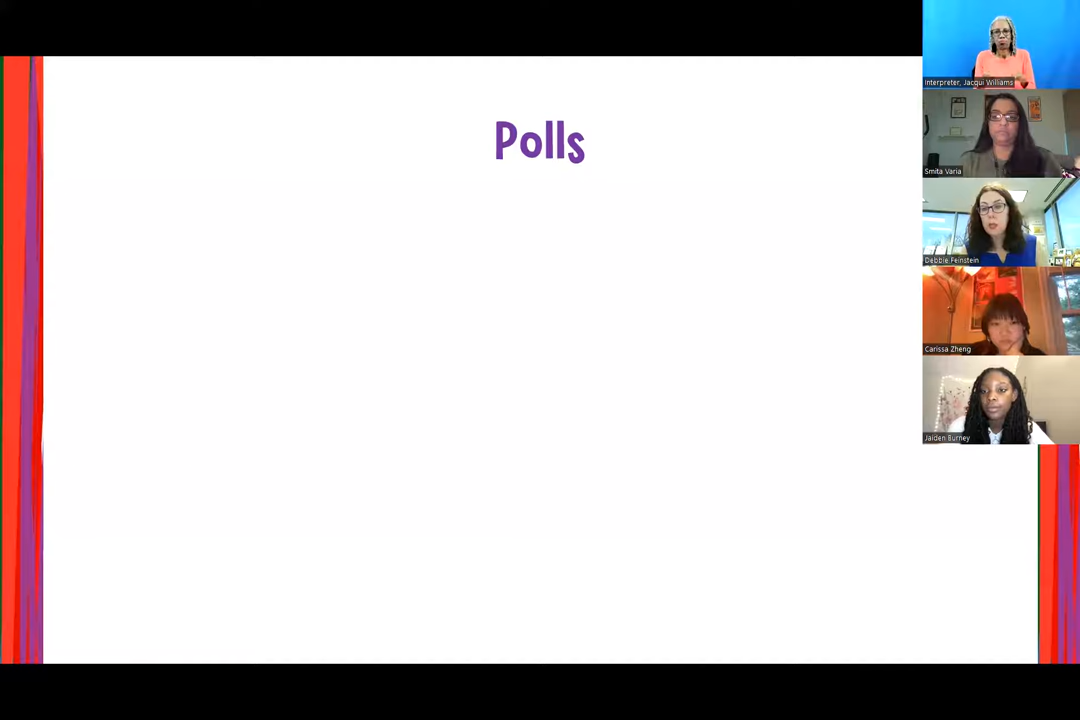 Polls
Interpreter, Jacqui Williams
Smita Varia
Debbie Feinstein
Carissa Zheng
Jaiden Burney